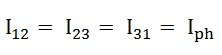 I₁₂ = I₂₃ = I₃₁ = Iₚₕ